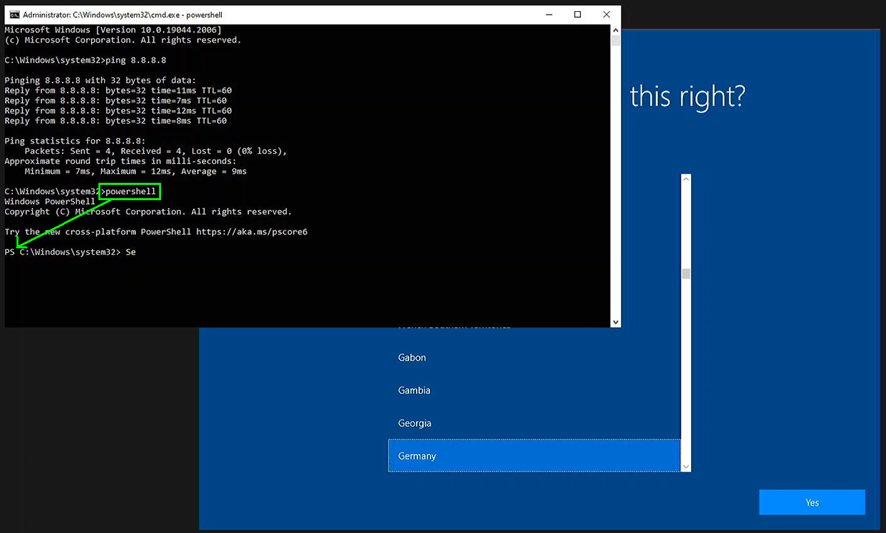 Administrator: C:\Windows\system32\cmd.exe - powershell
Microsoft Windows [Version 10.0.19044.2006]
(c) Microsoft Corporation. All rights reserved.
C:\Windows\system32>ping 8.8.8.8
Pinging 8.8.8.8 with 32 bytes of data:
Reply from 8.8.8.8: bytes=32 time=11ms TTL=60
Reply from 8.8.8.8: bytes=32 time=7ms TTL=60
Reply from 8.8.8.8: bytes=32 time=12ms TTL=60
Reply from 8.8.8.8: bytes=32 time=8ms TTL=60
Ping statistics for 8.8.8.8:
Packets: Sent = 4, Received = 4, Lost = 0 (0% loss),
Approximate round trip times in milli-seconds:
Minimum = 7ms, Maximum = 12ms, Average = 9ms
C:\Windows\system32>powershell
Windows PowerShell
Copyright (C) Microsoft Corporation. All rights reserved.
Try the new cross-platform PowerShell https://aka.ms/pscore6
PS C:\Windows\system32> Se
this right?
Gabon
Gambia
Georgia
Germany
Yes